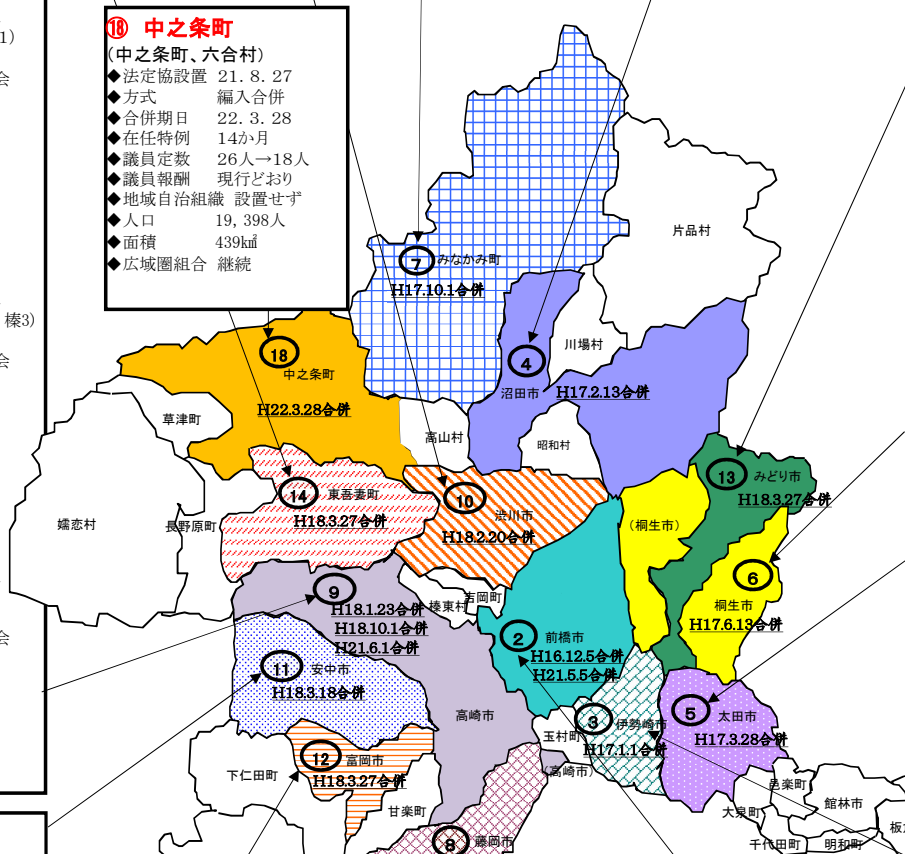 1)
会
⑱ 中之条町
(中之条町、六合村)
◆法定協設置 21.8.27
◆方式 編入合併
◆合併期日 22.3.28
◆在任特例 14か月
◆議員定数 26人→18人
◆議員報酬 現行どおり
◆地域自治組織 設置せず
◆人口 19,398人
◆面積 439k㎡
◆広域圏組合 継続
榛3)
会
会
片品村
7 みなかみ町
H17.10.1合併
川場村
4
沼田市 H17.2.13合併
18
中之条町
H22.3.28合併
草津町
高山村
昭和村
13 みどり市
H18.3.27合併
14 東吾妻町
H18.3.27合併
10 渋川市
H18.2.20合併
(桐生市)
嬬恋村
長野原町
6
桐生市
H17.6.13合併
9
H18.1.23合併
H18.10.1合併
H21.6.1合併
榛東村
吉岡町
2 前橋市
H16.12.5合併
H21.5.5合併
11 安中市
H18.3.18合併
高崎市
玉村町
3 伊勢崎市
H17.1.1合併
5 太田市
H17.3.28合併
12 富岡市
H18.3.27合併
下仁田町
(高崎市)
甘楽町
8 藤岡市
邑楽町
大泉町
館林市
千代田町
明和町
板